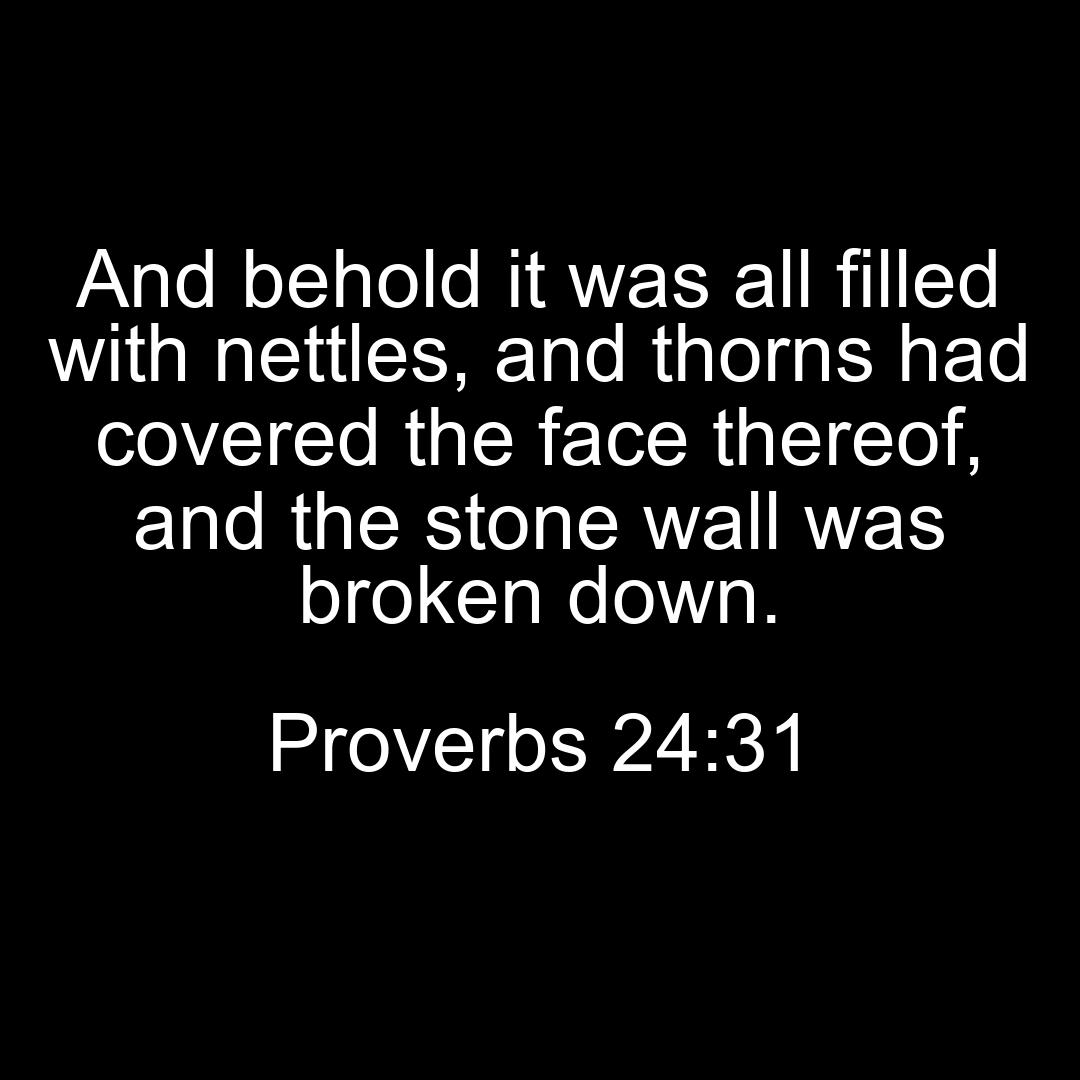 And behold it was all filled
with nettles, and thorns had
covered the face thereof,
and the stone wall was
broken down.
Proverbs 24:31